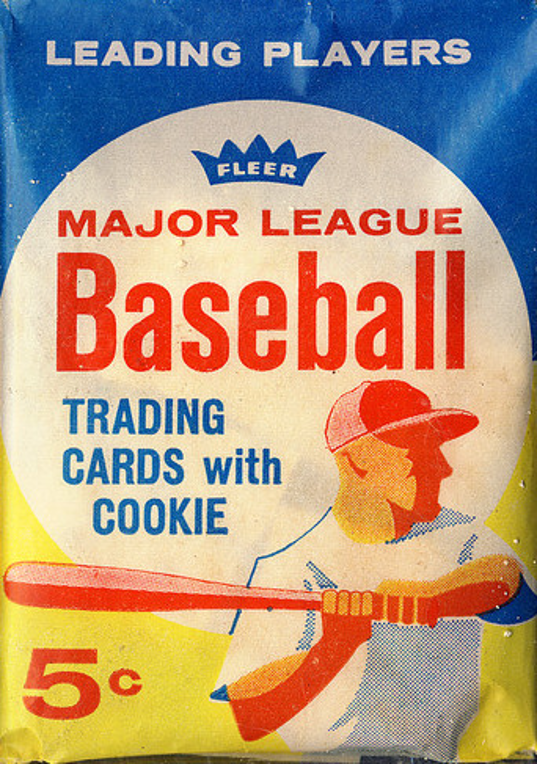 LEADING PLAYERS
FLEER
MAJOR LEAGUE
Baseball
TRADING
CARDS with
COOKIE
5c